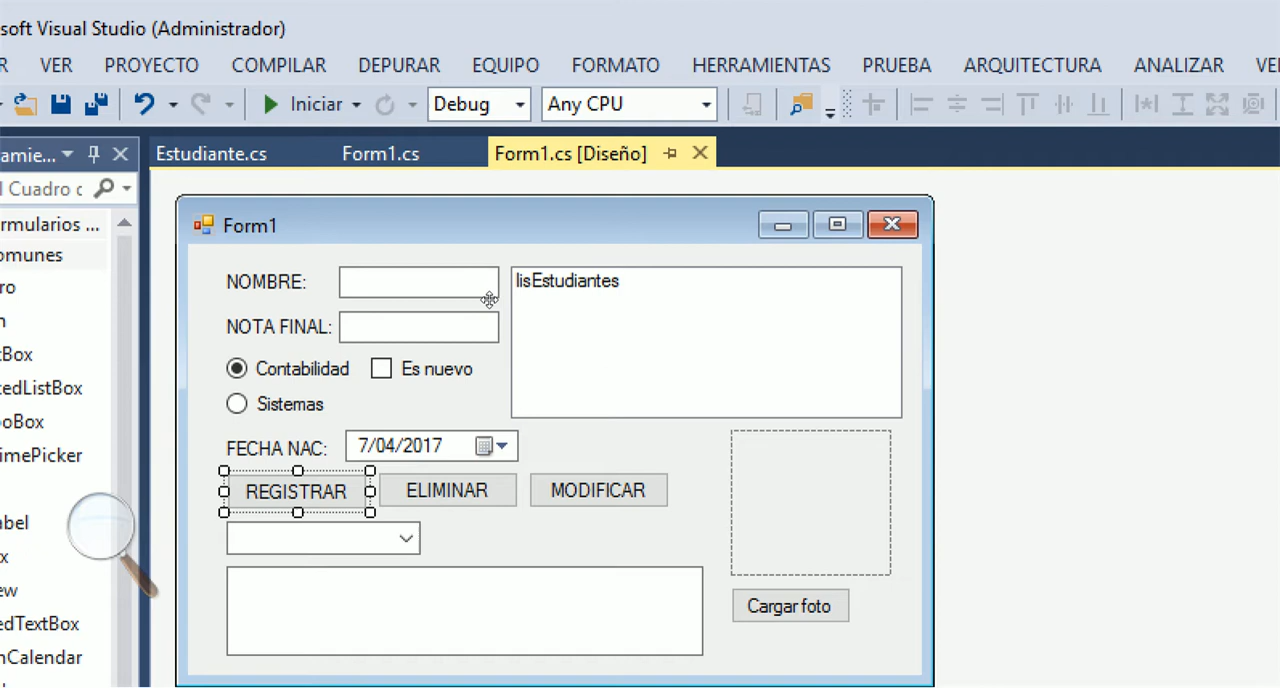 soft Visual Studio (Administrador)
R VER PROYECTO COMPILAR DEPURAR EQUIPO FORMATO HERRAMIENTAS PRUEBA ARQUITECTURA ANALIZAR VE
Iniciar Debug Any CPU
amie... Estudiante.cs Form1.cs Form1.cs [Diseño]
l Cuadro c
rmularios ...
omunes
ro
n
tBox
tedListBox
oBox
imePicker
abel
x
ew
edTextBox
nCalendar
Form1
NOMBRE:
lisEstudiantes
NOTA FINAL:
Contabilidad Es nuevo
Sistemas
FECHA NAC: 7/04/2017
REGISTRAR ELIMINAR MODIFICAR
Cargar foto